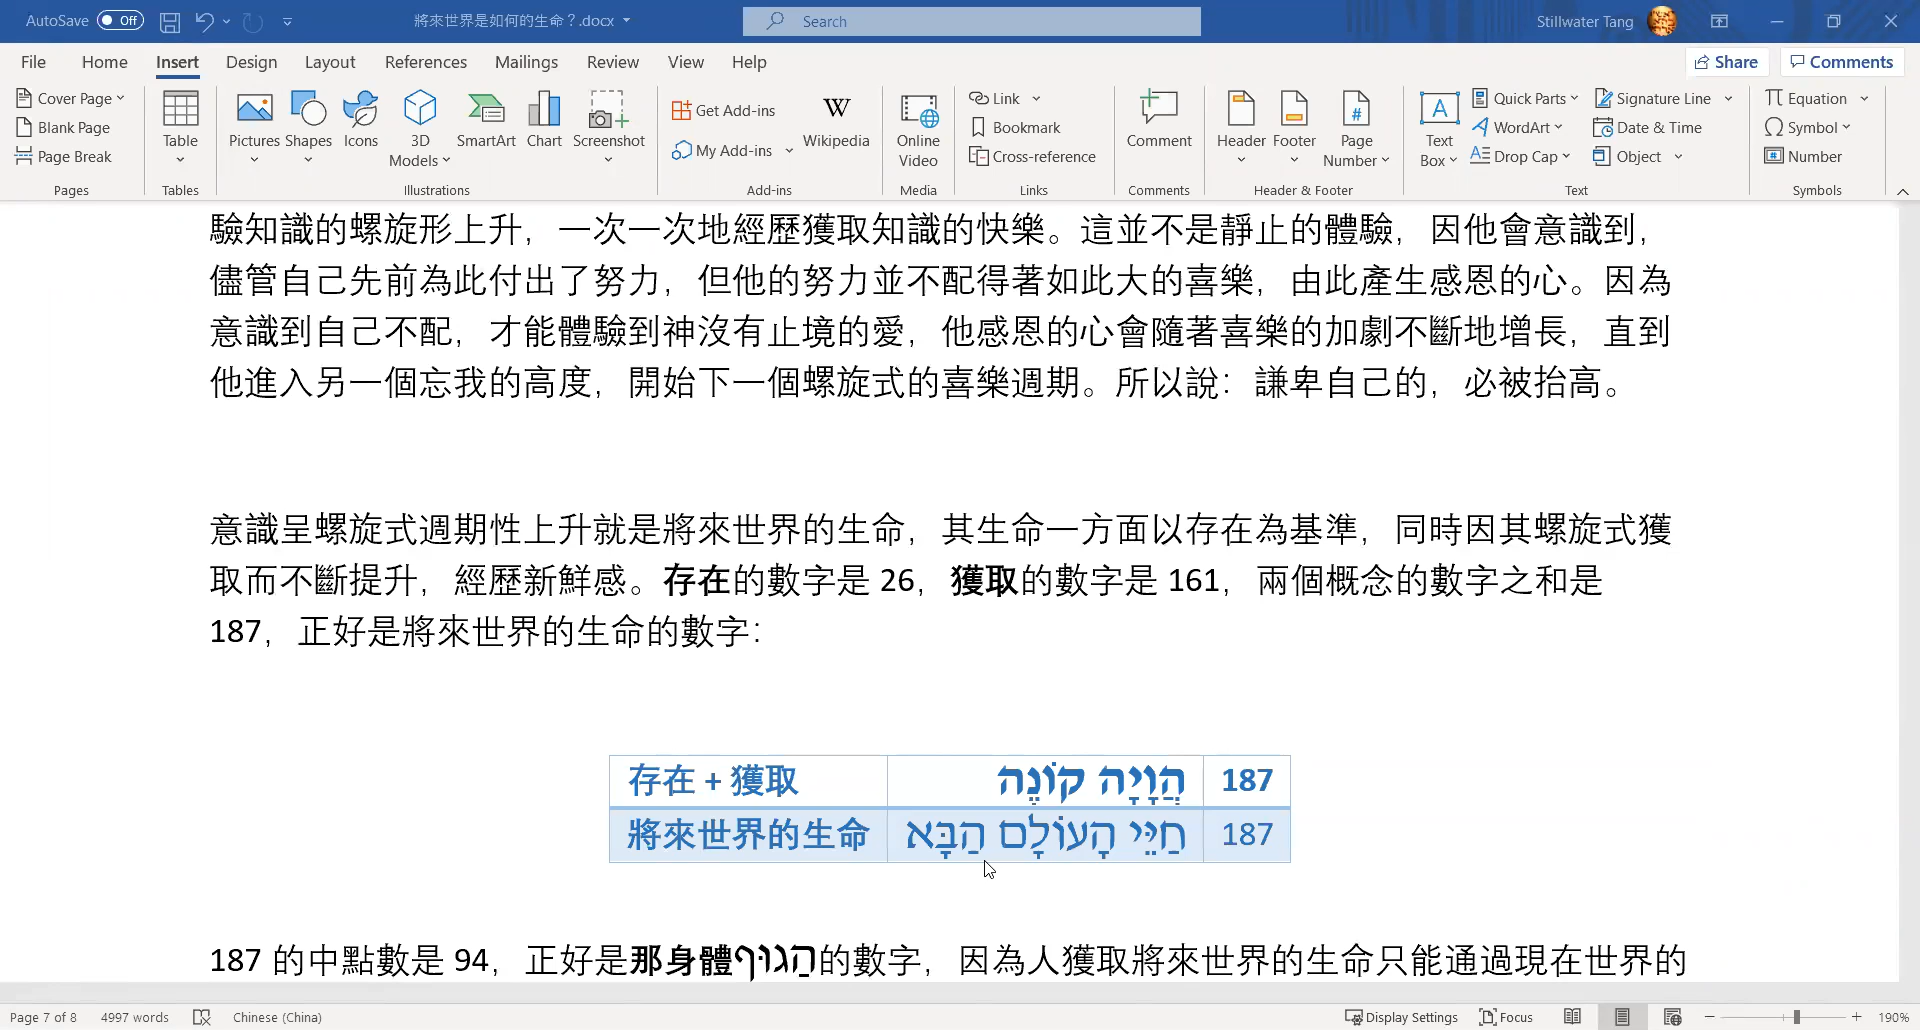 AutoSave Off 將來世界是如何的生命？.docx Search Stillwater Tang
File Home Insert Design Layout References Mailings Review View Help Share Comments
Cover Page
Blank Page
Page Break
Pages
Table
Tables
Pictures Shapes Icons 3D Models SmartArt Chart Screenshot
Illustrations
Get Add-ins
My Add-ins
Wikipedia
Add-ins
Online Video
Media
Link
Bookmark
Cross-reference
Links
Comment
Comments
Header Footer Page Number
Header & Footer
Text Box
Quick Parts
WordArt
Drop Cap
Signature Line
Date & Time
Object
Text
Equation
Symbol
Number
Symbols
驗知識的螺旋形上升，一次一次地經歷獲取知識的快樂。這並不是靜止的體驗，因他會意識到，
儘管自己先前為此付出了努力，但他的努力並不配得著如此大的喜樂，由此產生感恩的心。因為
意識到自己不配，才能體驗到神沒有止境的愛，他感恩的心會隨著喜樂的加劇不斷地增長，直到
他進入另一個忘我的高度，開始下一個螺旋式的喜樂週期。所以說：謙卑自己的，必被抬高。
意識呈螺旋式週期性上升就是將來世界的生命，其生命一方面以存在為基準，同時因其螺旋式獲
取而不斷提升，經歷新鮮感。存在的數字是 26，獲取的數字是 161，兩個概念的數字之和是
187，正好是將來世界的生命的數字：
存在 + 獲取 הֲוָיָה קוֹנֶה 187
將來世界的生命 חַיֵּי הָעוֹלָם הַבָּא 187
187 的中點數是 94，正好是那身體הַגּוּף的數字，因為人獲取將來世界的生命只能通過現在世界的
Page 7 of 8 4997 words Chinese (China) Display Settings Focus 190%